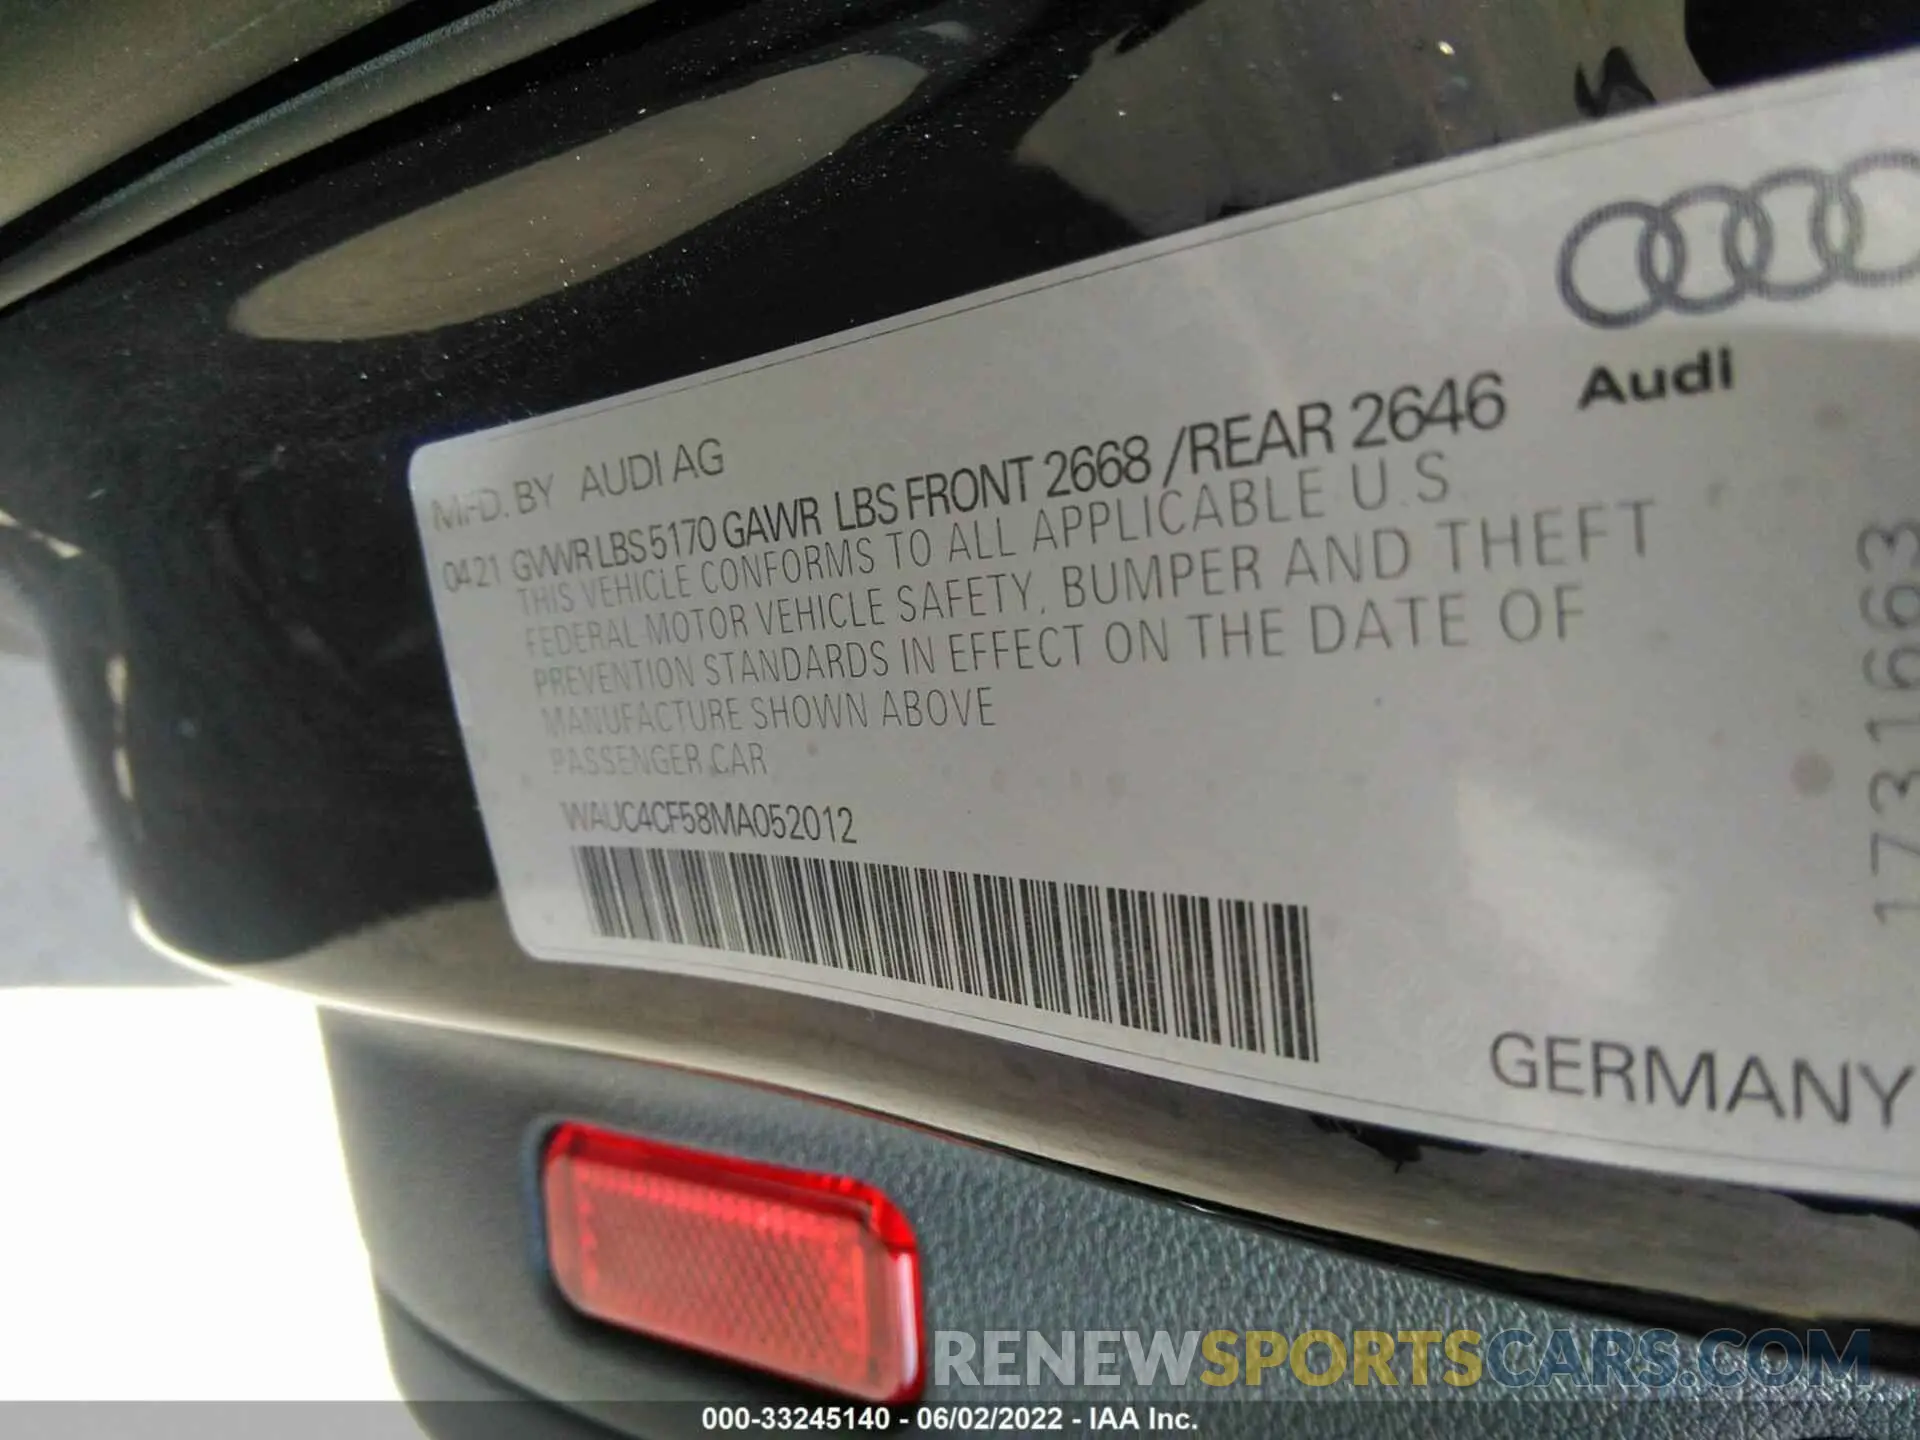 Audi
MFD. BY AUDI AG
0421 GVWR LBS 5170 GAWR LBS FRONT 2668 /REAR 2646
THIS VEHICLE CONFORMS TO ALL APPLICABLE U.S
FEDERAL MOTOR VEHICLE SAFETY, BUMPER AND THEFT
PREVENTION STANDARDS IN EFFECT ON THE DATE OF
MANUFACTURE SHOWN ABOVE
PASSENGER CAR
WAUC4CF58MA052012
1731663
GERMANY
RENEWSPORTSCARS.COM
000-33245140 - 06/02/2022 - IAA Inc.